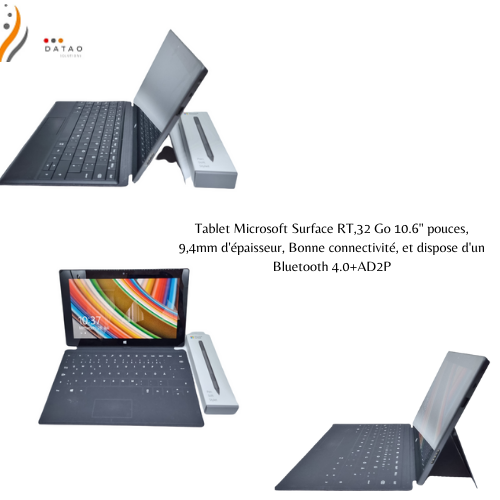 DATAO
SOLUTIONS
Tablet Microsoft Surface RT,32 Go 10.6" pouces,
9,4mm d'épaisseur, Bonne connectivité, et dispose d'un
Bluetooth 4.0+AD2P
10:37